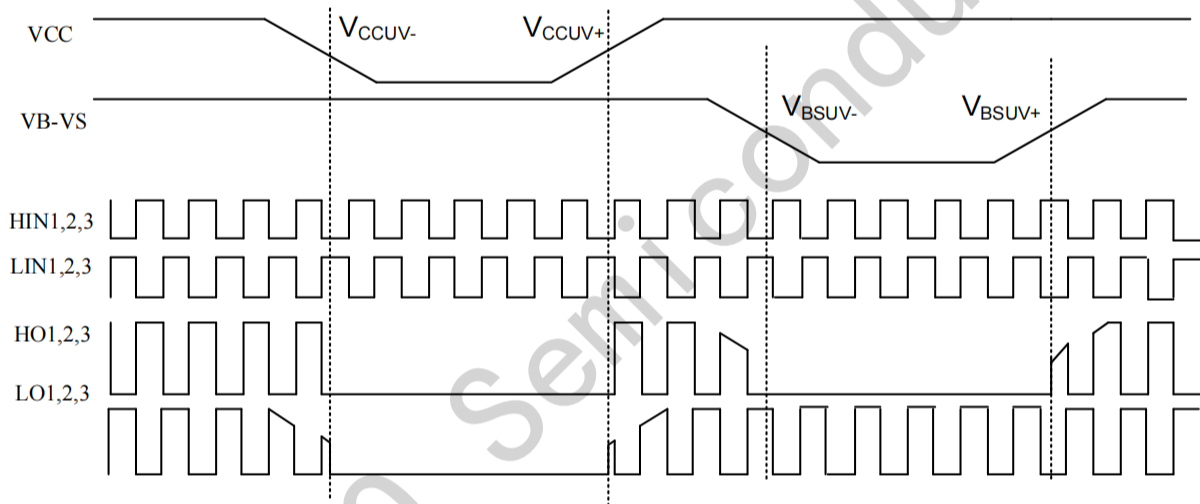 VCC
VCCUV-
VCCUV+
VB-VS
VBSUV-
VBSUV+
HIN1,2,3
LIN1,2,3
HO1,2,3
LO1,2,3
Semicondu